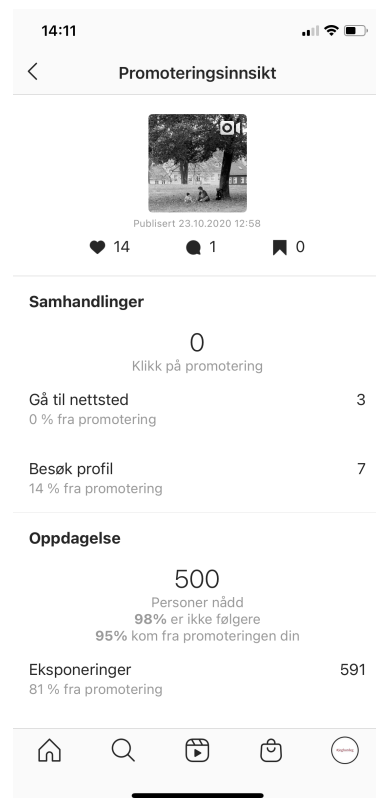 14:11
Promoteringsinnsikt
Publisert 23.10.2020 12:58
14 1 0
Samhandlinger
0
Klikk på promotering
Gå til nettsted 3
0 % fra promotering
Besøk profil 7
14 % fra promotering
Oppdagelse
500
Personer nådd
98% er ikke følgere
95% kom fra promoteringen din
Eksponeringer 591
81 % fra promotering